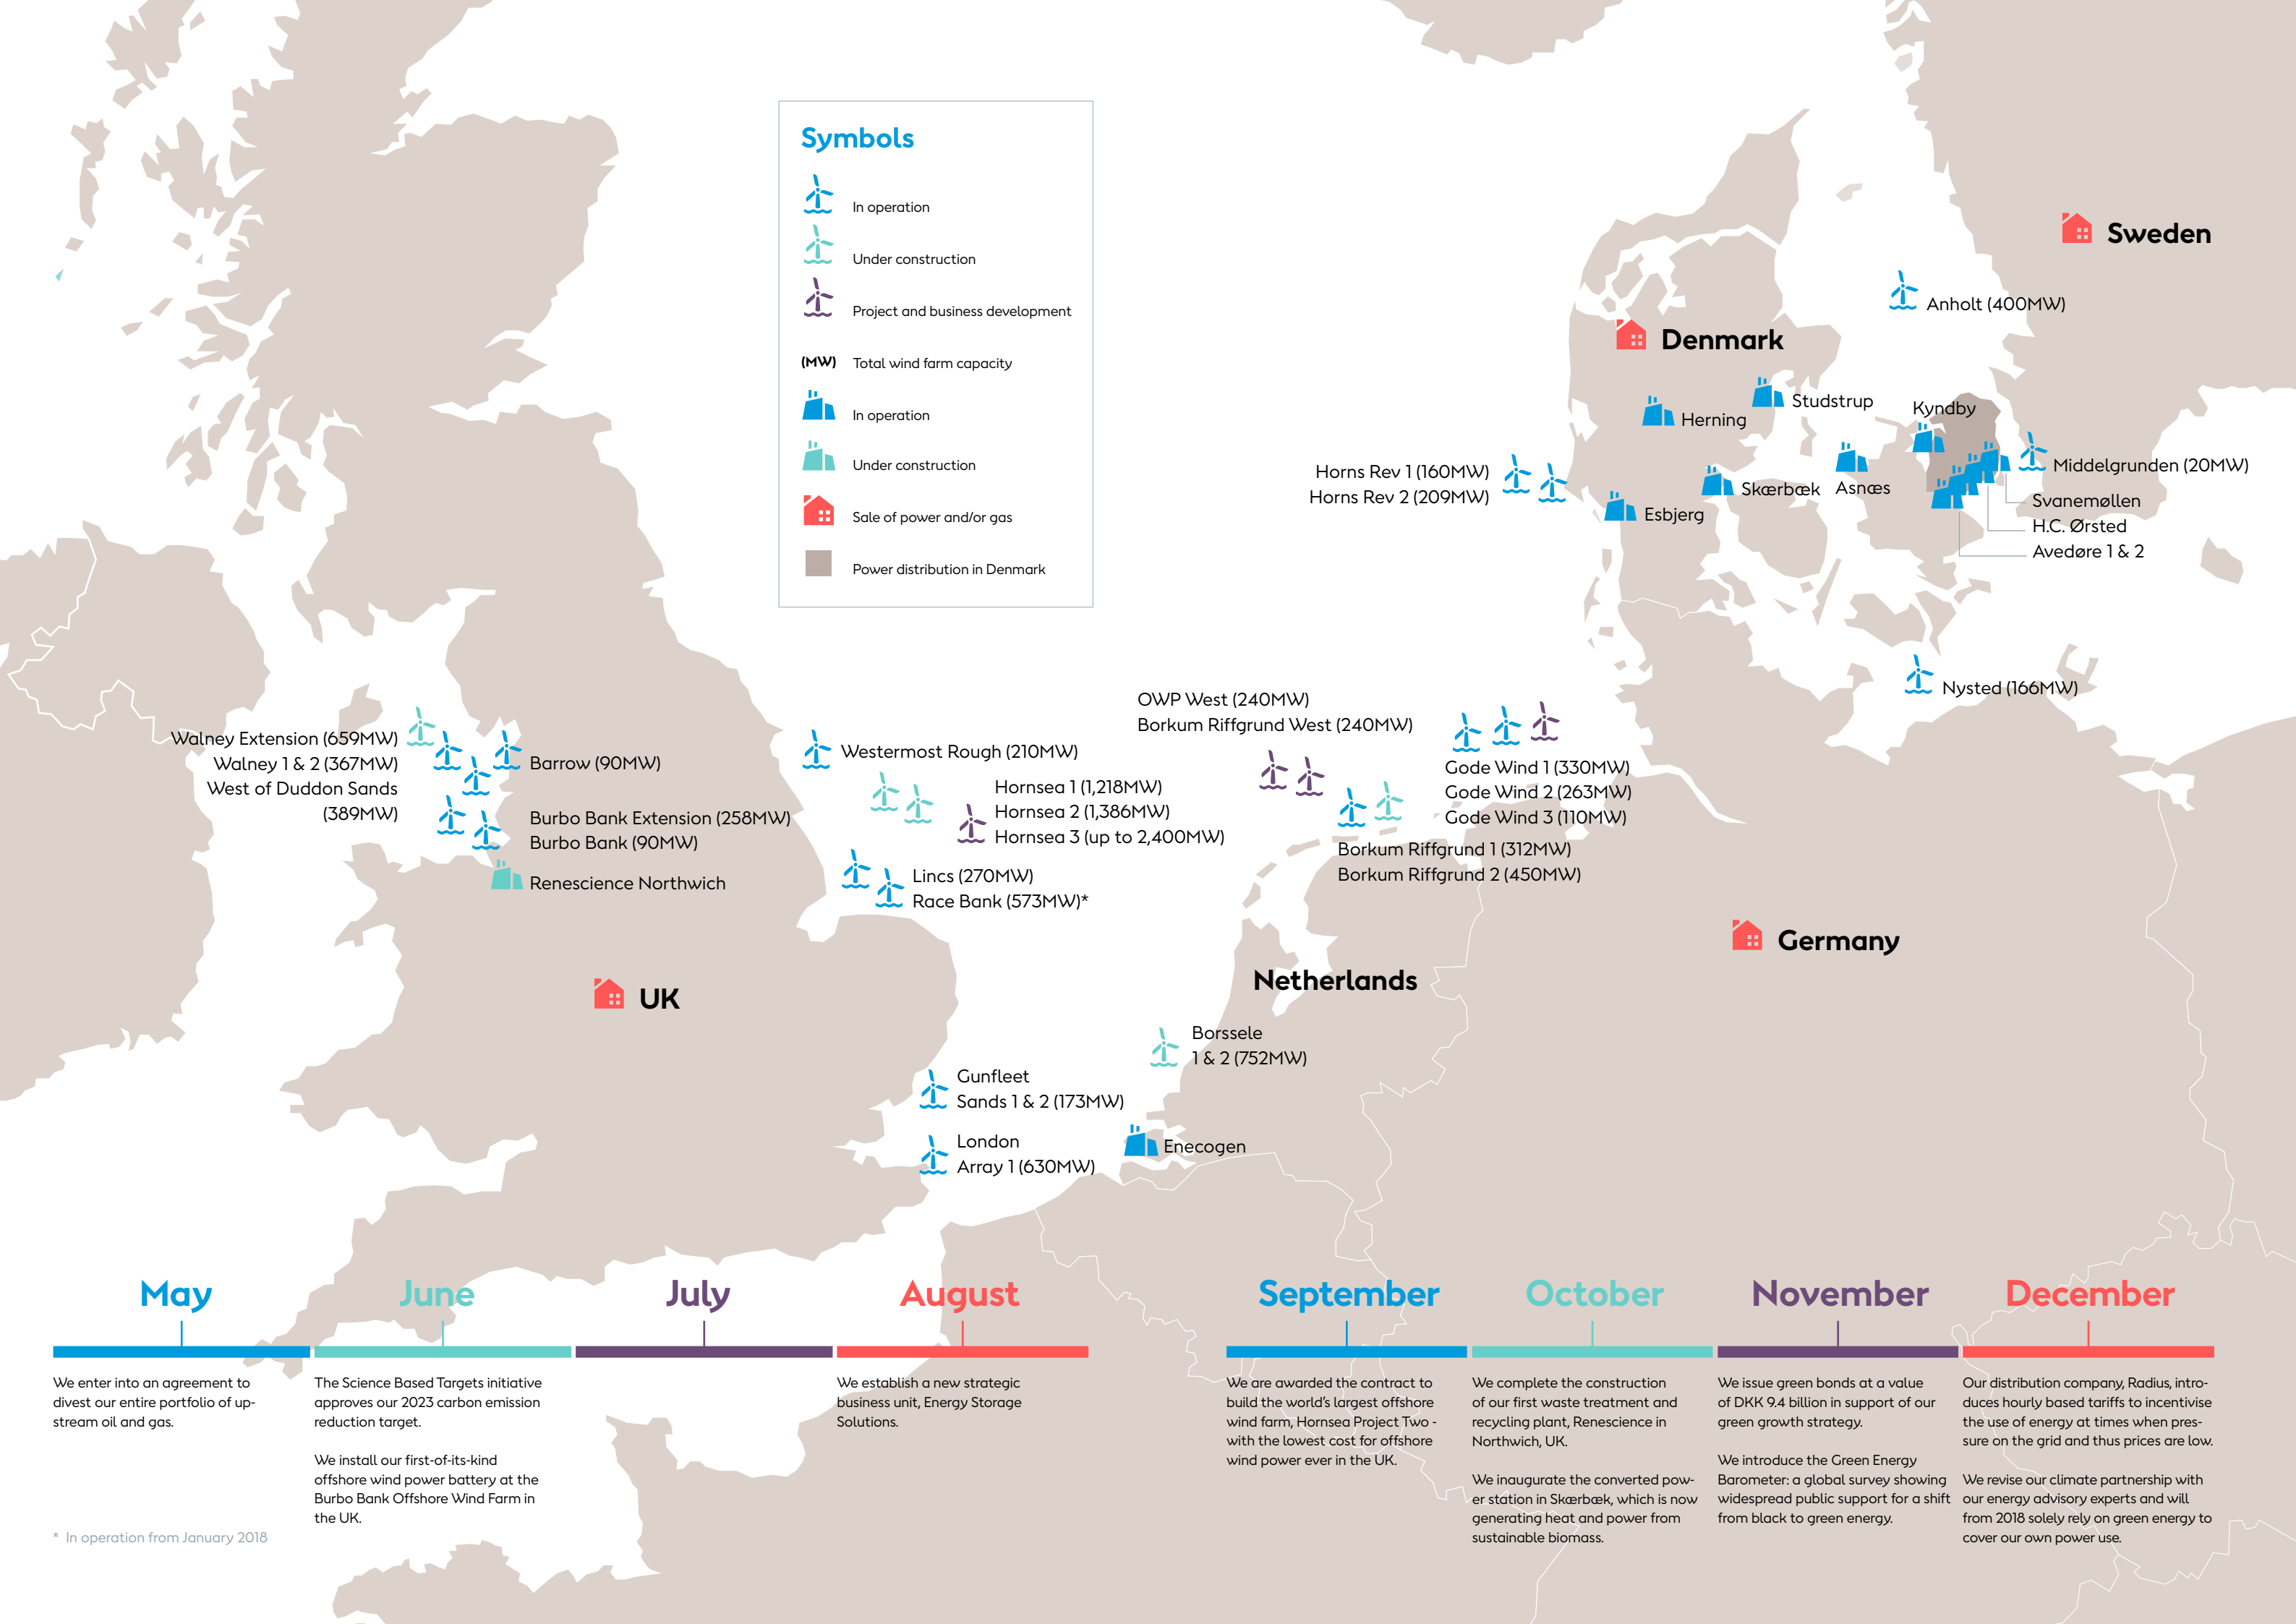 Symbols
In operation
Under construction
Project and business development
(MW) Total wind farm capacity
In operation
Under construction
Sale of power and/or gas
Power distribution in Denmark
Sweden
Anholt (400MW)
Denmark
Studstrup
Herning
Kyndby
Horns Rev 1 (160MW)
Horns Rev 2 (209MW)
Middelgrunden (20MW)
Skærbæk
Asnæs
Esbjerg
Svanemøllen
H.C. Ørsted
Avedøre 1 & 2
Nysted (166MW)
Walney Extension (659MW)
Walney 1 & 2 (367MW)
West of Duddon Sands
(389MW)
Barrow (90MW)
Burbo Bank Extension (258MW)
Burbo Bank (90MW)
Renescience Northwich
Westermost Rough (210MW)
Hornsea 1 (1,218MW)
Hornsea 2 (1,386MW)
Hornsea 3 (up to 2,400MW)
Lincs (270MW)
Race Bank (573MW)*
OWP West (240MW)
Borkum Riffgrund West (240MW)
Gode Wind 1 (330MW)
Gode Wind 2 (263MW)
Gode Wind 3 (110MW)
Borkum Riffgrund 1 (312MW)
Borkum Riffgrund 2 (450MW)
Germany
Netherlands
UK
Borssele
1 & 2 (752MW)
Gunfleet
Sands 1 & 2 (173MW)
London
Array 1 (630MW)
Enecogen
May
We enter into an agreement to
divest our entire portfolio of up-
stream oil and gas.
June
The Science Based Targets initiative
approves our 2023 carbon emission
reduction target.
We install our first-of-its-kind
offshore wind power battery at the
Burbo Bank Offshore Wind Farm in
the UK.
July
August
We establish a new strategic
business unit, Energy Storage
Solutions.
September
We are awarded the contract to
build the world's largest offshore
wind farm, Hornsea Project Two -
with the lowest cost for offshore
wind power ever in the UK.
October
We complete the construction
of our first waste treatment and
recycling plant, Renescience in
Northwich, UK.
We inaugurate the converted pow-
er station in Skærbæk, which is now
generating heat and power from
sustainable biomass.
November
We issue green bonds at a value
of DKK 9.4 billion in support of our
green growth strategy.
We introduce the Green Energy
Barometer: a global survey showing
widespread public support for a shift
from black to green energy.
December
Our distribution company, Radius, intro-
duces hourly based tariffs to incentivise
the use of energy at times when pres-
sure on the grid and thus prices are low.
We revise our climate partnership with
our energy advisory experts and will
from 2018 solely rely on green energy to
cover our own power use.
* In operation from January 2018